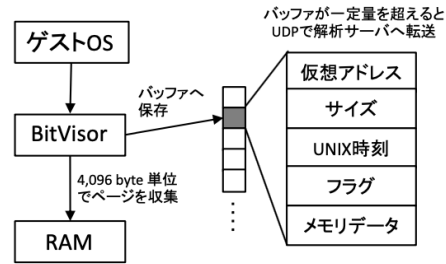 バッファが一定量を超えると
UDPで解析サーバへ転送
ゲストOS
バッファへ
保存
BitVisor
4,096 byte 単位
でページを収集
RAM
仮想アドレス
サイズ
UNIX時刻
フラグ
メモリデータ